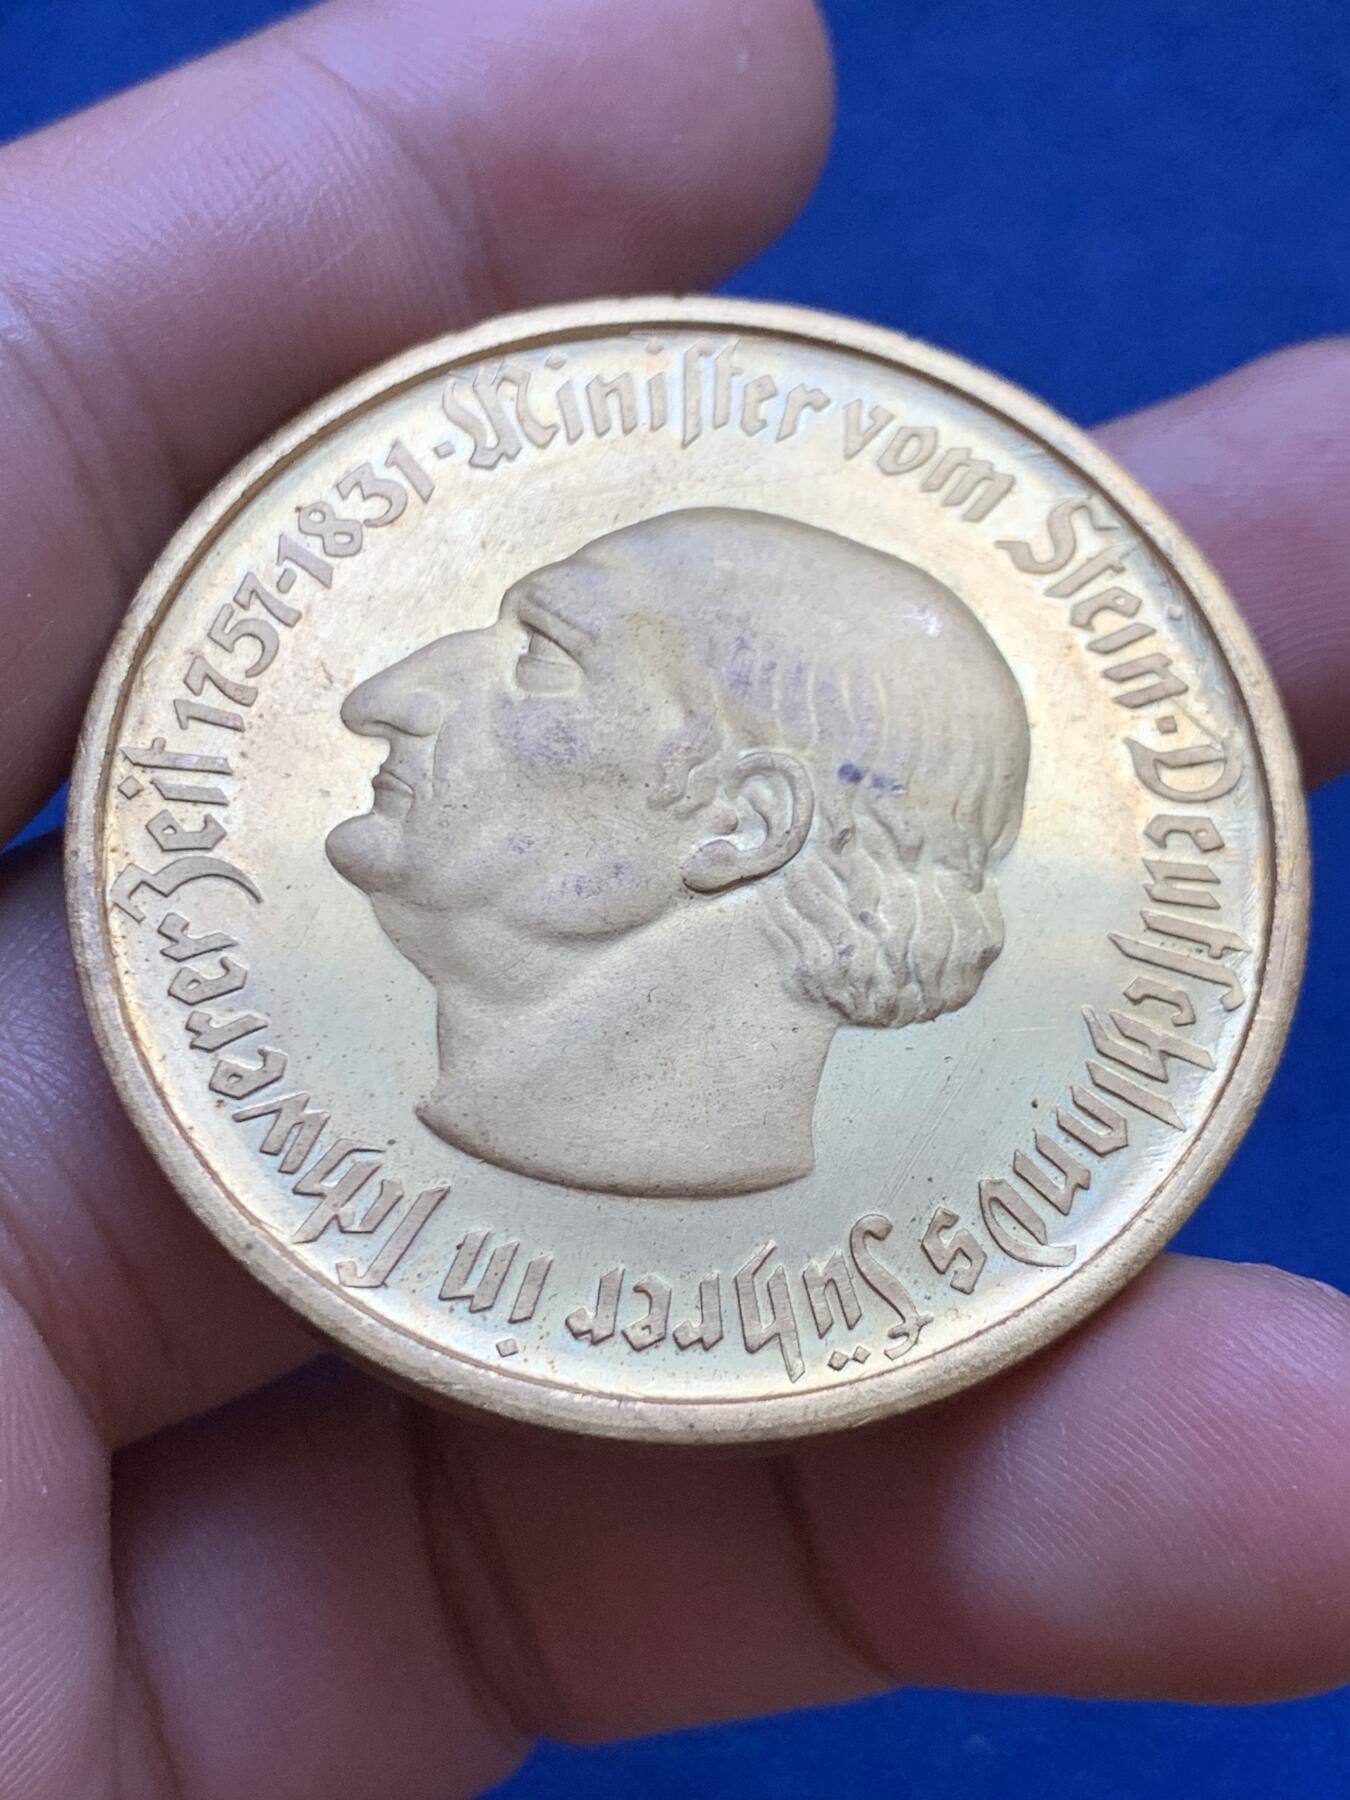 Miniſter vom Stein · Deutſchlands Führer in ſchwerer Zeit 1757-1831 ·